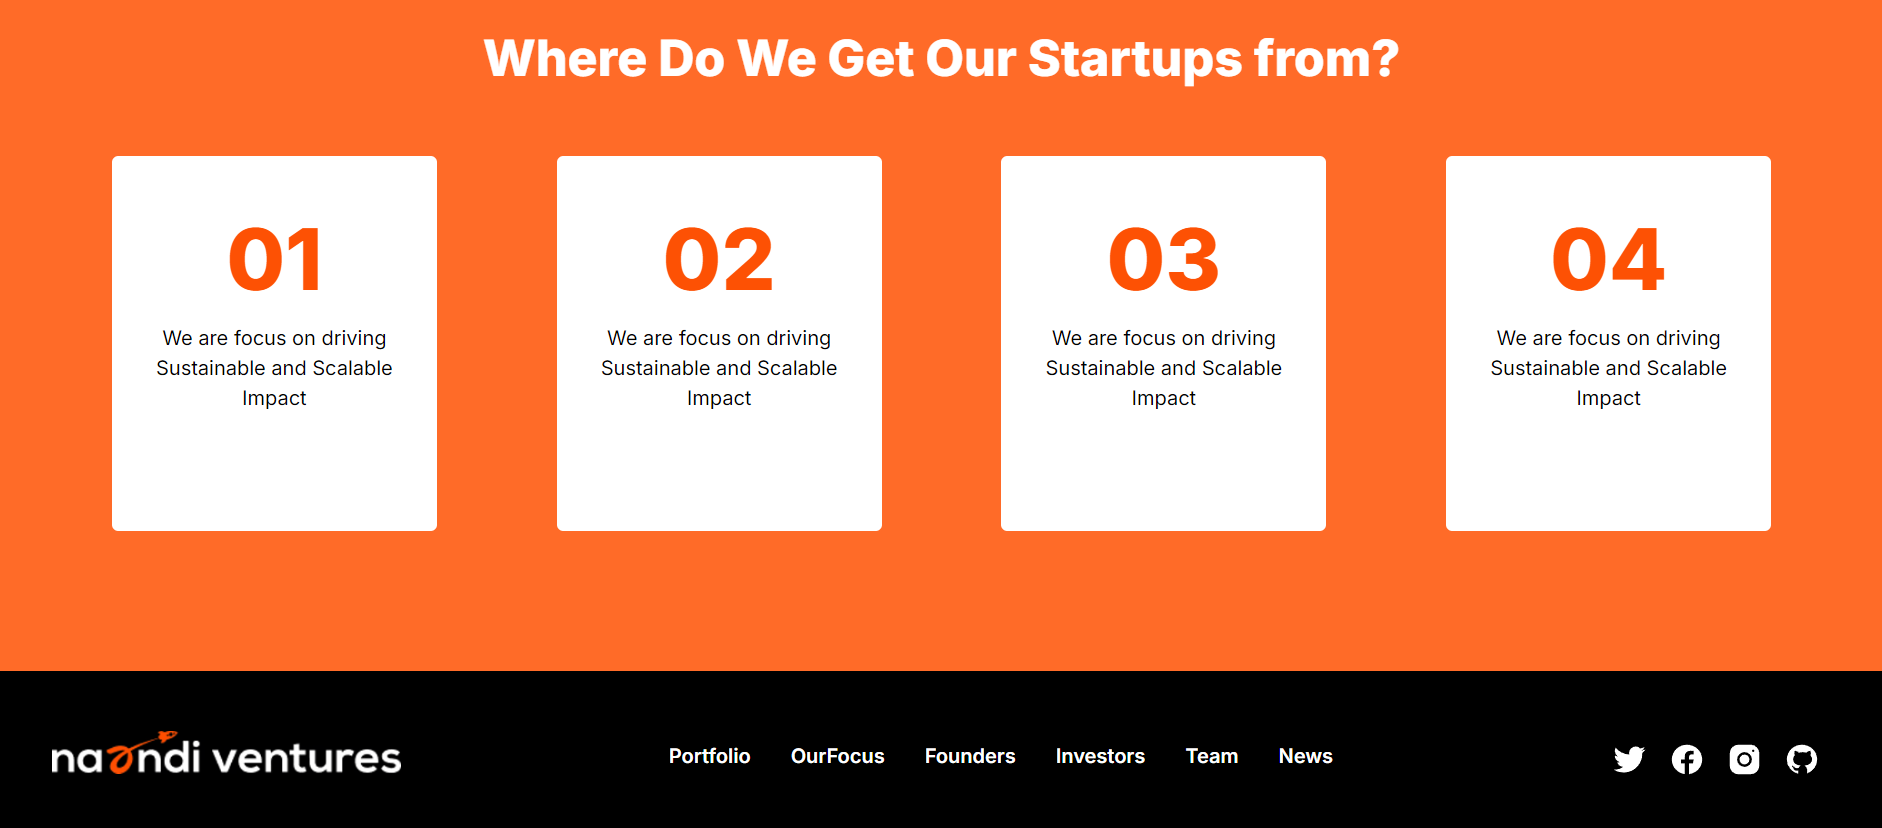 Where Do We Get Our Startups from?
01
We are focus on driving
Sustainable and Scalable
Impact
02
We are focus on driving
Sustainable and Scalable
Impact
03
We are focus on driving
Sustainable and Scalable
Impact
04
We are focus on driving
Sustainable and Scalable
Impact
naandi ventures
Portfolio OurFocus Founders Investors Team News